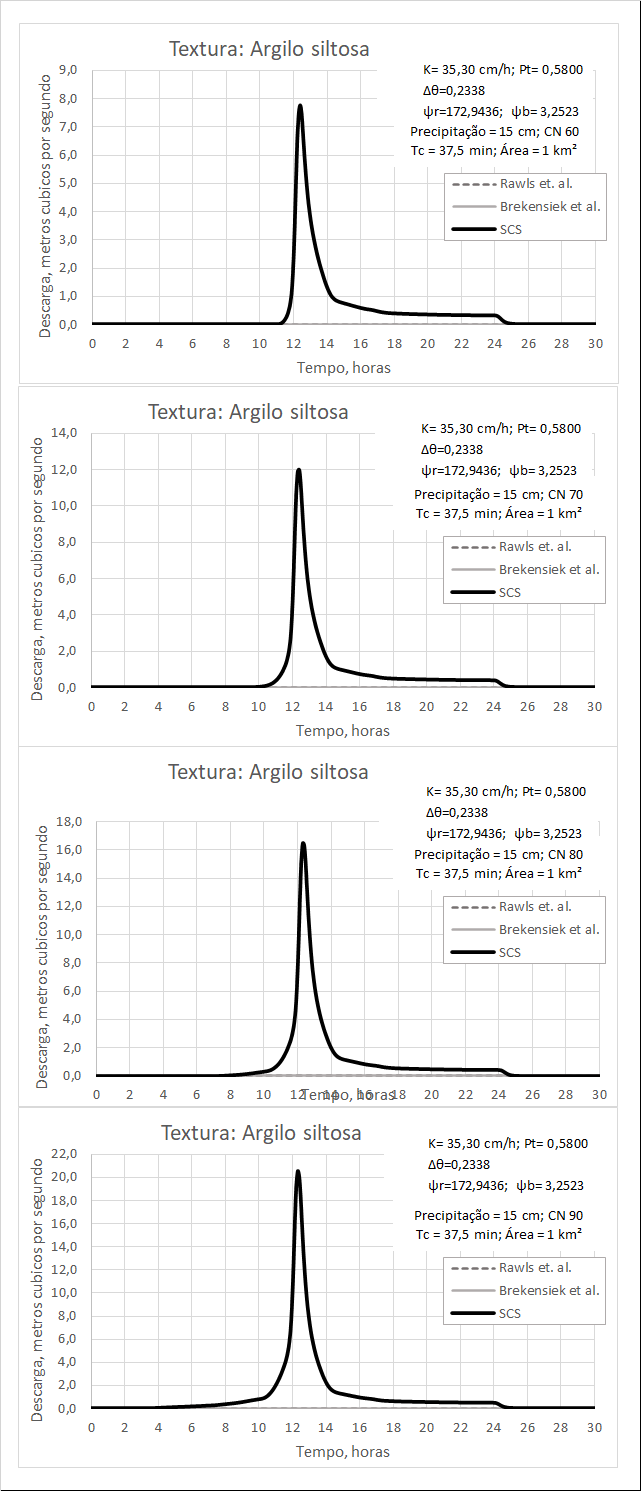 Textura: Argilo siltosa
K= 35,30 cm/h; Pt= 0,5800
Δθ=0,2338
ψr=172,9436; ψb= 3,2523
Precipitação = 15 cm; CN 60
Tc = 37,5 min; Área = 1 km²
Rawls et. al.
Brekensiek et al.
SCS
Descarga, metros cubicos por segundo
9,0
8,0
7,0
6,0
5,0
4,0
3,0
2,0
1,0
0,0
0 2 4 6 8 10 12 14 16 18 20 22 24 26 28 30
Tempo, horas
Textura: Argilo siltosa
K= 35,30 cm/h; Pt= 0,5800
Δθ=0,2338
ψr=172,9436; ψb= 3,2523
Precipitação = 15 cm; CN 70
Tc = 37,5 min; Área = 1 km²
Rawls et. al.
Brekensiek et al.
SCS
Descarga, metros cubicos por segundo
14,0
12,0
10,0
8,0
6,0
4,0
2,0
0,0
0 2 4 6 8 10 12 14 16 18 20 22 24 26 28 30
Tempo, horas
Textura: Argilo siltosa
K= 35,30 cm/h; Pt= 0,5800
Δθ=0,2338
ψr=172,9436; ψb= 3,2523
Precipitação = 15 cm; CN 80
Tc = 37,5 min; Área = 1 km²
Rawls et. al.
Brekensiek et al.
SCS
Descarga, metros cubicos por segundo
18,0
16,0
14,0
12,0
10,0
8,0
6,0
4,0
2,0
0,0
0 2 4 6 8 10 12 14 16 18 20 22 24 26 28 30
Tempo, horas
Textura: Argilo siltosa
K= 35,30 cm/h; Pt= 0,5800
Δθ=0,2338
ψr=172,9436; ψb= 3,2523
Precipitação = 15 cm; CN 90
Tc = 37,5 min; Área = 1 km²
Rawls et. al.
Brekensiek et al.
SCS
Descarga, metros cubicos por segundo
22,0
20,0
18,0
16,0
14,0
12,0
10,0
8,0
6,0
4,0
2,0
0,0
0 2 4 6 8 10 12 14 16 18 20 22 24 26 28 30
Tempo, horas